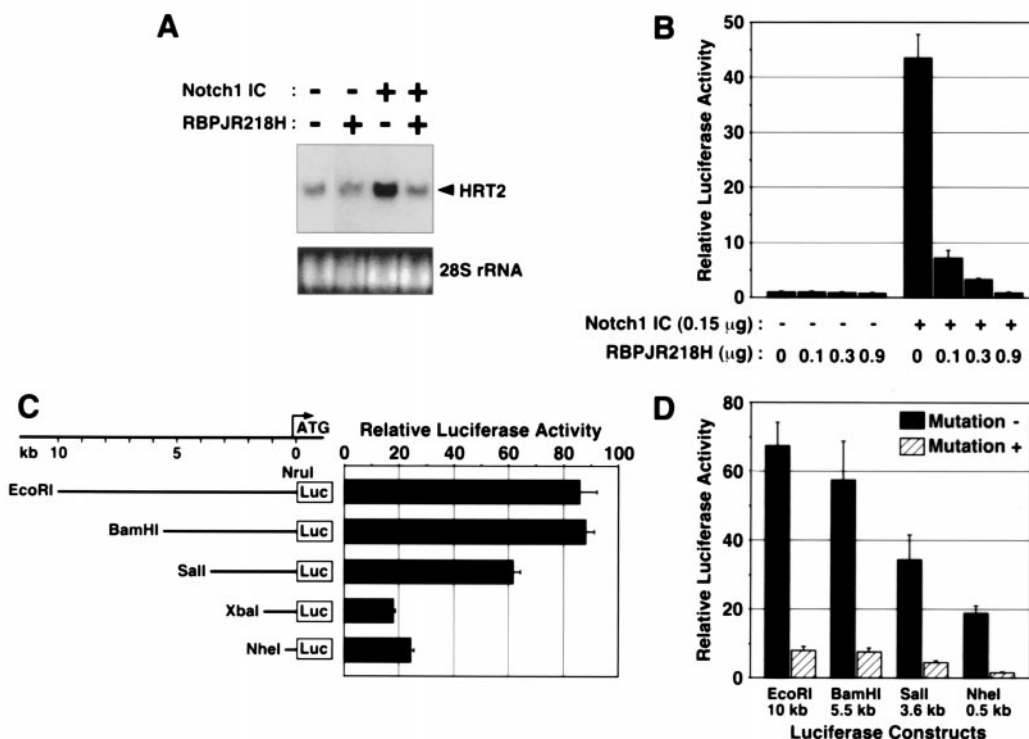 A
Notch1 IC : - - + +
RBPJR218H : - + - +
HRT2
28S rRNA
B
Relative Luciferase Activity
50
40
30
20
10
0
Notch1 IC (0.15 μg) : - - - - + + + +
RBPJR218H (μg) : 0 0.1 0.3 0.9 0 0.1 0.3 0.9
C
ATG
kb 10 5 0
NruI
EcoRI Luc
BamHI Luc
SalI Luc
XbaI Luc
NheI Luc
Relative Luciferase Activity
0 20 40 60 80 100
D
Relative Luciferase Activity
80
60
40
20
0
Mutation -
Mutation +
EcoRI BamHI SalI NheI
10 kb 5.5 kb 3.6 kb 0.5 kb
Luciferase Constructs